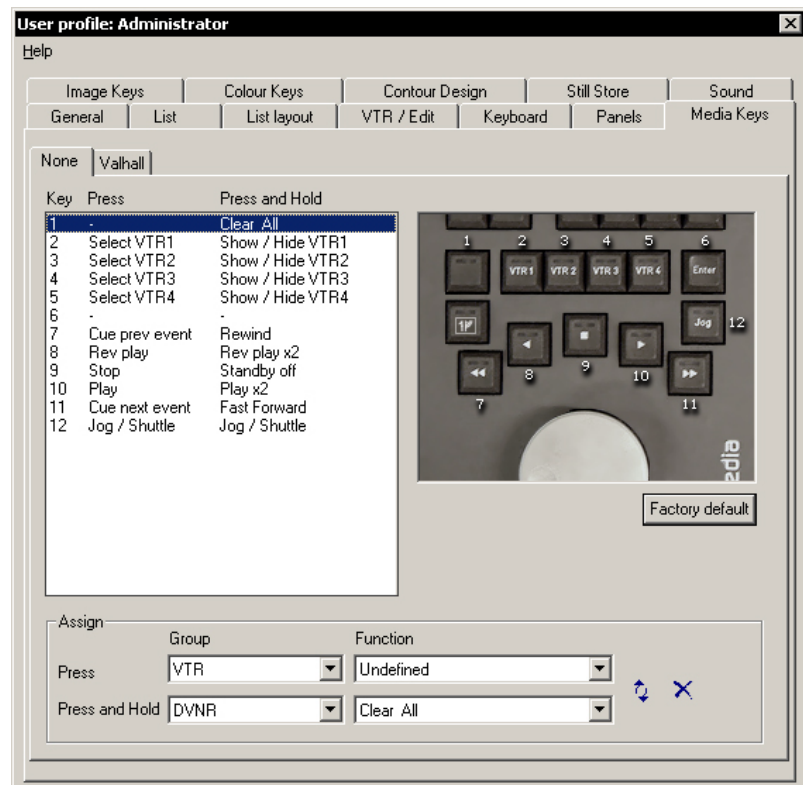 User profile: Administrator
Help
Image Keys Colour Keys Contour Design Still Store Sound
General List List layout VTR / Edit Keyboard Panels Media Keys
None Valhall
Key Press Press and Hold
1 - Clear All
2 Select VTR1 Show / Hide VTR1
3 Select VTR2 Show / Hide VTR2
4 Select VTR3 Show / Hide VTR3
5 Select VTR4 Show / Hide VTR4
6 - -
7 Cue prev event Rewind
8 Rev play Rev play x2
9 Stop Standby off
10 Play Play x2
11 Cue next event Fast Forward
12 Jog / Shuttle Jog / Shuttle
1 2 3 4 5 6
VTR 1 VTR 2 VTR 3 VTR 4 Enter
Jog 12
7 8 9 10 11
edia
Factory default
Assign
Group Function
Press VTR Undefined
Press and Hold DVNR Clear All